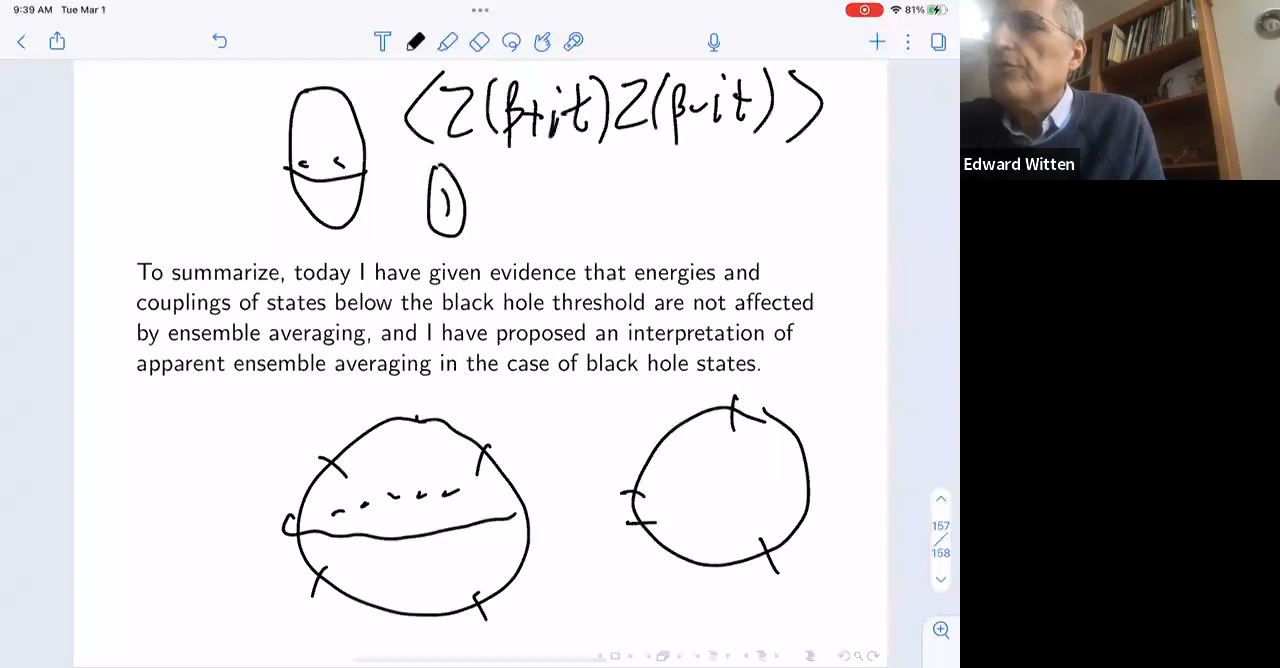 9:39 AM Tue Mar 1
81%
⟨Z(β+it)Z(β-it)⟩
Edward Witten
To summarize, today I have given evidence that energies and
couplings of states below the black hole threshold are not affected
by ensemble averaging, and I have proposed an interpretation of
apparent ensemble averaging in the case of black hole states.
157
158